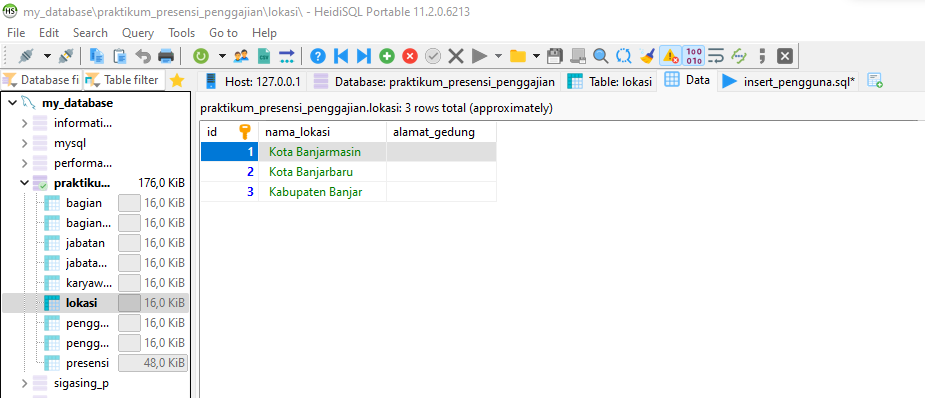 HS my_database\praktikum_presensi_penggajian\lokasi\ - HeidiSQL Portable 11.2.0.6213
File Edit Search Query Tools Go to Help
Database fi Table filter Host: 127.0.0.1 Database: praktikum_presensi_penggajian Table: lokasi Data insert_pengguna.sql*
my_database
informati...
mysql
performa...
praktiku... 176,0 KiB
bagian 16,0 KiB
bagian... 16,0 KiB
jabatan 16,0 KiB
jabata... 16,0 KiB
karyaw... 16,0 KiB
lokasi 16,0 KiB
pengg... 16,0 KiB
pengg... 16,0 KiB
presensi 48,0 KiB
sigasing_p
praktikum_presensi_penggajian.lokasi: 3 rows total (approximately)
id nama_lokasi alamat_gedung
1 Kota Banjarmasin
2 Kota Banjarbaru
3 Kabupaten Banjar